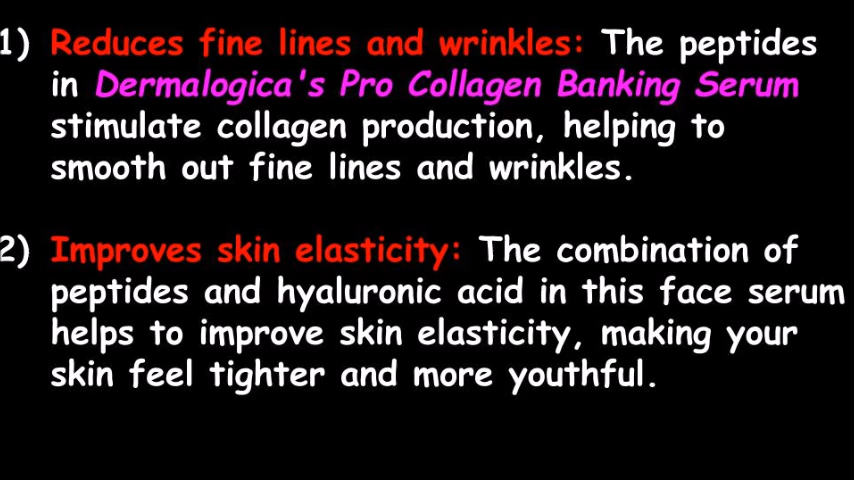 1) Reduces fine lines and wrinkles: The peptides
in Dermalogica's Pro Collagen Banking Serum
stimulate collagen production, helping to
smooth out fine lines and wrinkles.
2) Improves skin elasticity: The combination of
peptides and hyaluronic acid in this face serum
helps to improve skin elasticity, making your
skin feel tighter and more youthful.